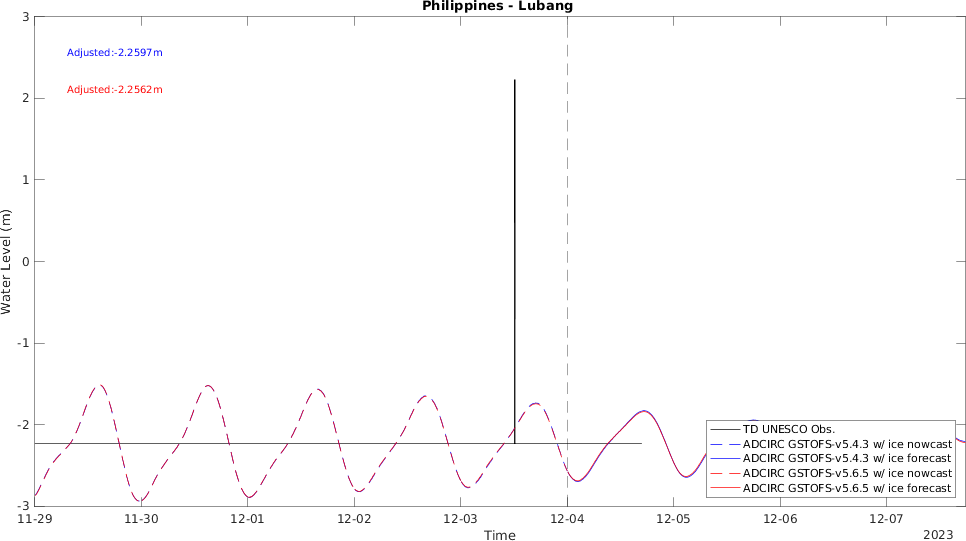 Philippines - Lubang
Adjusted:-2.2597m
Adjusted:-2.2562m
Water Level (m)
3
2
1
0
-1
-2
-3
TD UNESCO Obs.
ADCIRC GSTOFS-v5.4.3 w/ ice nowcast
ADCIRC GSTOFS-v5.4.3 w/ ice forecast
ADCIRC GSTOFS-v5.6.5 w/ ice nowcast
ADCIRC GSTOFS-v5.6.5 w/ ice forecast
11-29 11-30 12-01 12-02 12-03 12-04 12-05 12-06 12-07
Time
2023